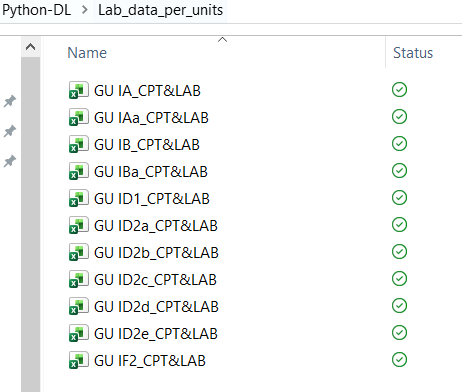 Python-DL > Lab_data_per_units
Name Status
GU IA_CPT&LAB
GU IAa_CPT&LAB
GU IB_CPT&LAB
GU IBa_CPT&LAB
GU ID1_CPT&LAB
GU ID2a_CPT&LAB
GU ID2b_CPT&LAB
GU ID2c_CPT&LAB
GU ID2d_CPT&LAB
GU ID2e_CPT&LAB
GU IF2_CPT&LAB